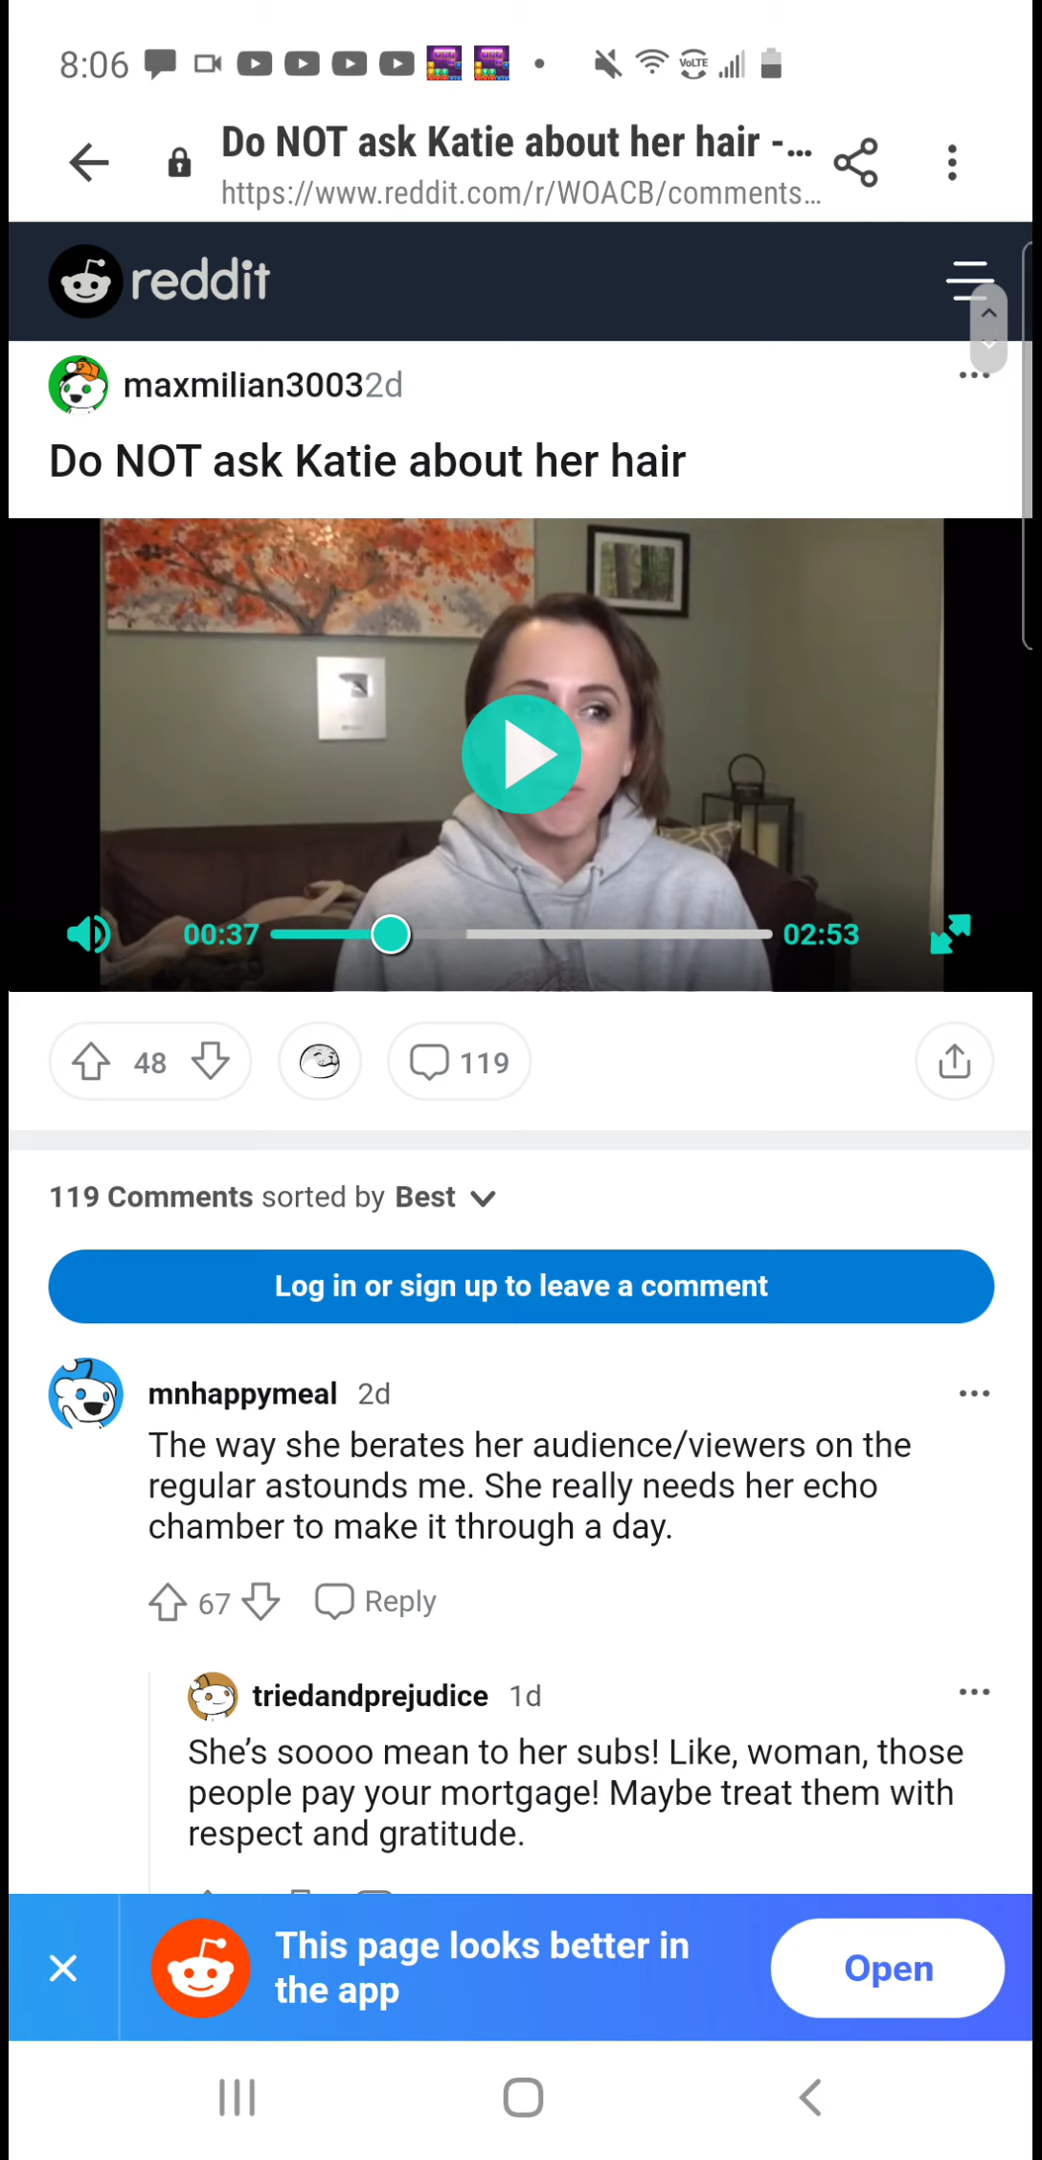 8:06
VoLTE
Do NOT ask Katie about her hair -...
https://www.reddit.com/r/WOACB/comments...
reddit
maxmilian30032d
Do NOT ask Katie about her hair
00:37
02:53
48
119
119 Comments sorted by Best
Log in or sign up to leave a comment
mnhappymeal 2d
The way she berates her audience/viewers on the
regular astounds me. She really needs her echo
chamber to make it through a day.
67 Reply
triedandprejudice 1d
She’s soooo mean to her subs! Like, woman, those
people pay your mortgage! Maybe treat them with
respect and gratitude.
This page looks better in
the app
Open